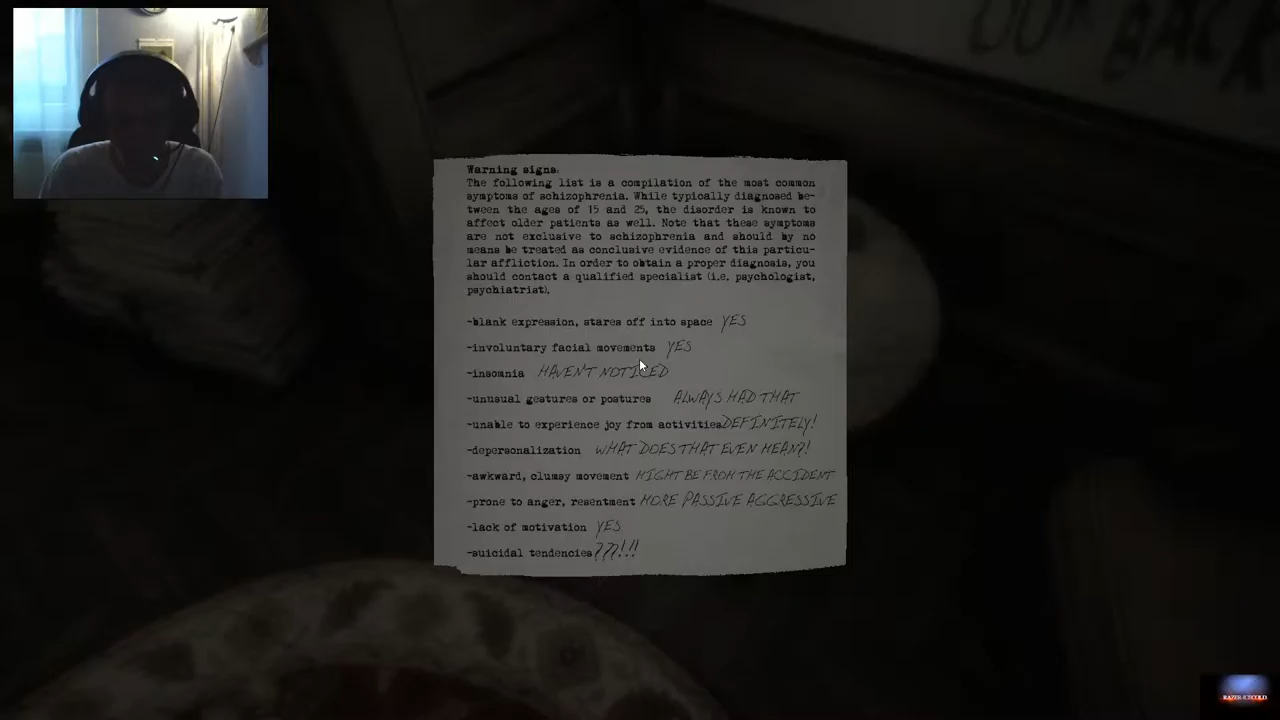 OUR BACK
Warning signs.
The following list is a compilation of the most common
symptoms of schizophrenia. While typically diagnosed be-
tween the ages of 15 and 25, the disorder is known to
affect older patients as well. Note that these symptoms
are not exclusive to schizophrenia and should by no
means be treated as conclusive evidence of this particu-
lar affliction. In order to obtain a proper diagnosis, you
should contact a qualified specialist (i.e. psychologist,
psychiatrist).
-blank expression, stares off into space YES
-involuntary facial movements YES
-insomnia HAVEN'T NOTICED
-unusual gestures or postures ALWAYS HAD THAT
-unable to experience joy from activities DEFINITELY!
-depersonalization WHAT DOES THAT EVEN MEAN?!
-awkward, clumsy movement MIGHT BE FROM THE ACCIDENT
-prone to anger, resentment MORE PASSIVE AGGRESSIVE
-lack of motivation YES
-suicidal tendencies ???!!!